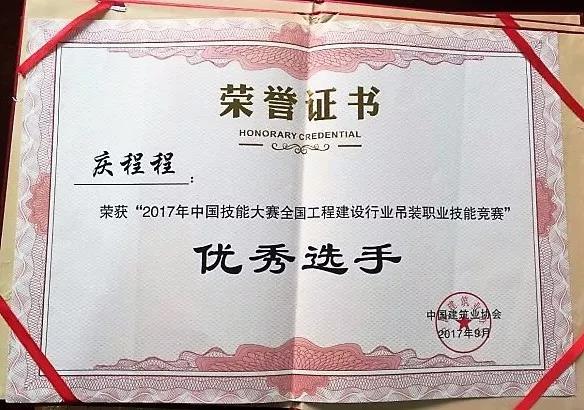 荣誉证书
HONORARY CREDENTIAL
庆程程：
荣获“2017年中国技能大赛全国工程建设行业吊装职业技能竞赛”
优秀选手
中国建筑业协会
2017年9月